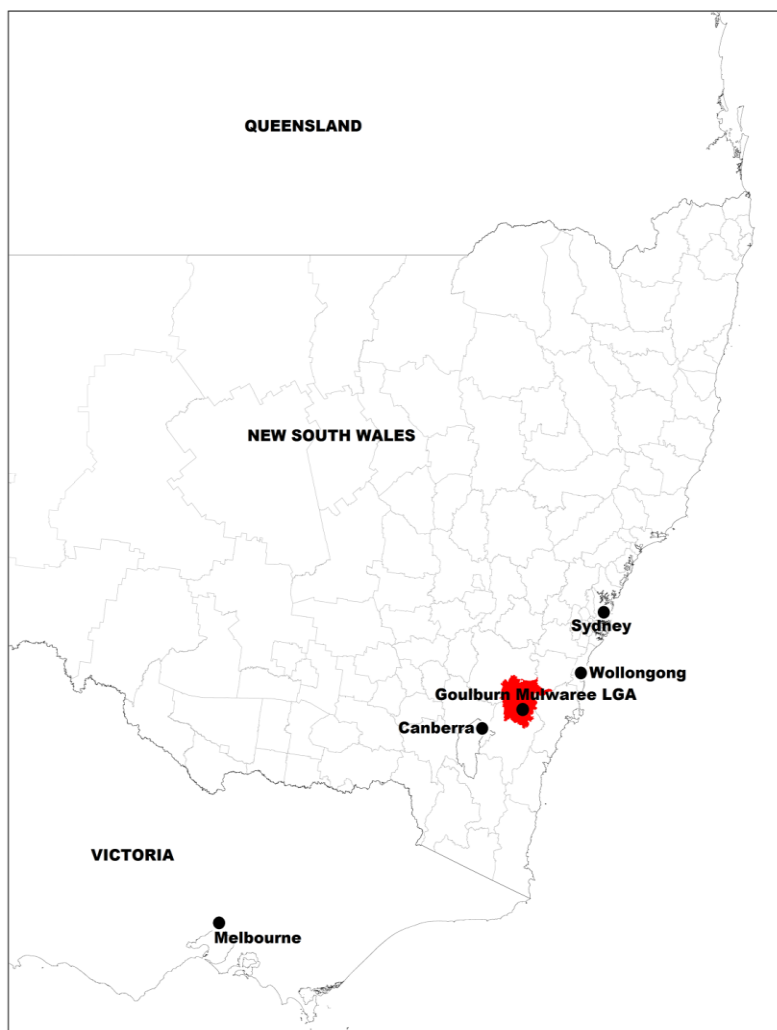 QUEENSLAND
NEW SOUTH WALES
Sydney
Wollongong
Goulburn Mulwaree LGA
Canberra
VICTORIA
Melbourne